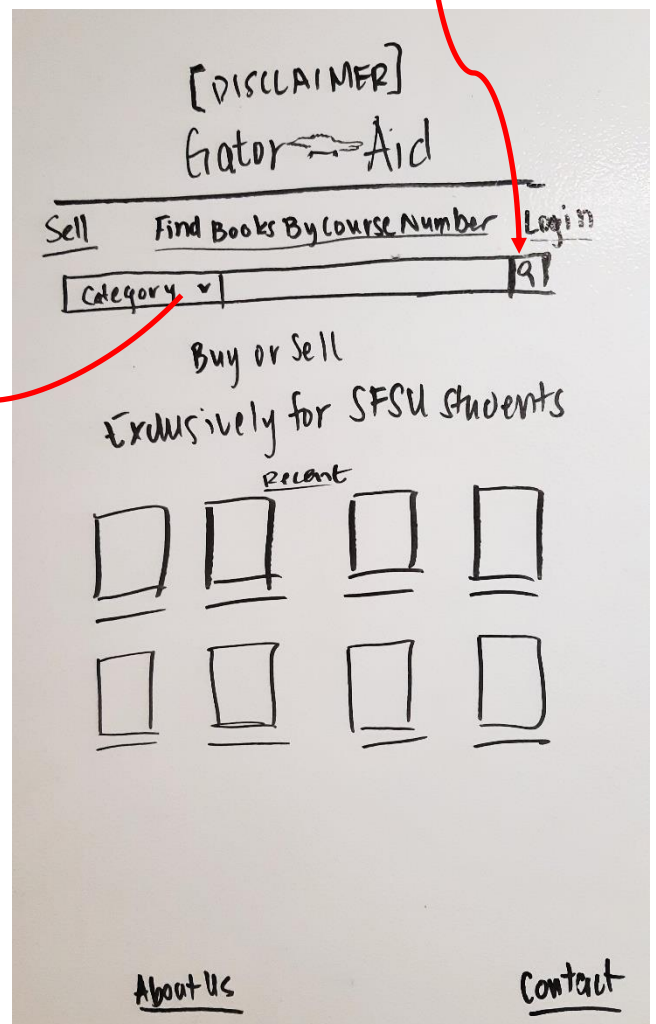 [DISCLAIMER]
Gator Aid
Sell Find Books By Course Number Login
Category
Buy or Sell
Exclusively for SFSU students
Recent
About Us Contact